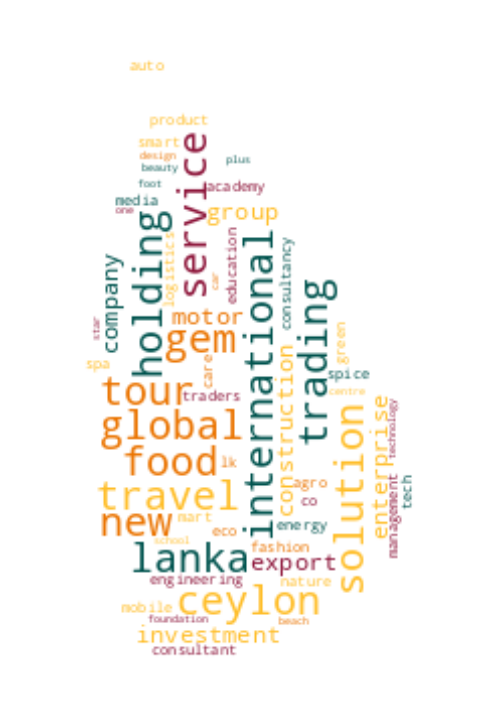 auto
product
smart
service
design
plus
beauty
foot
academy
media
one
group
holding
education
international
logistics
consultancy
company
car
trading
motor
star
green
gem
construction
care
spa
spice
tour
traders
centre
global
enterprise
technology
solution
food
lk
travel
agro
management
tech
new
mart
co
eco
energy
school
lanka
fashion
export
engineering
nature
ceylon
mobile
foundation
beach
investment
consultant